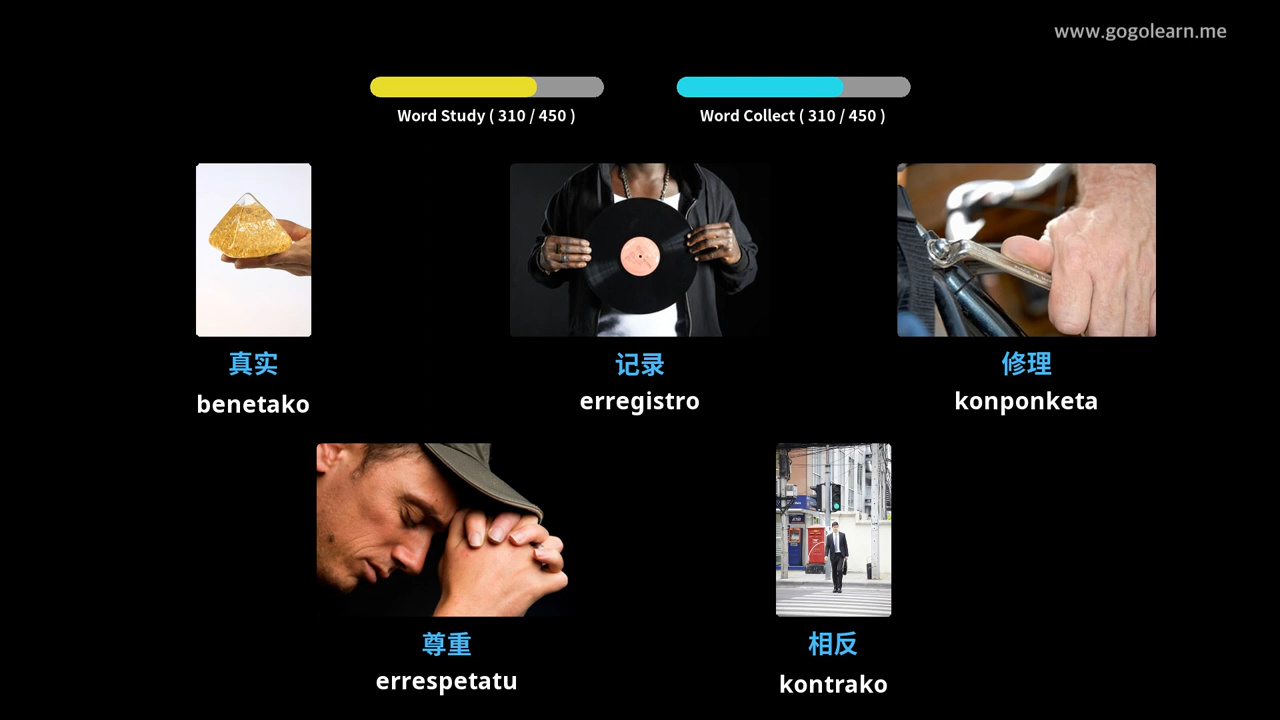 www.gogolearn.me
Word Study ( 310 / 450 )
Word Collect ( 310 / 450 )
真实
benetako
记录
erregistro
修理
konponketa
尊重
errespetatu
相反
kontrako